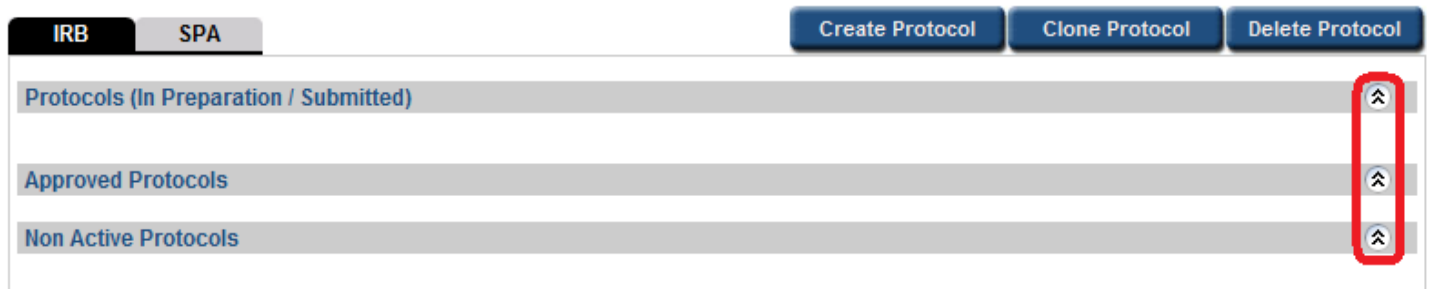 IRB SPA Create Protocol Clone Protocol Delete Protocol
Protocols (In Preparation / Submitted)
Approved Protocols
Non Active Protocols